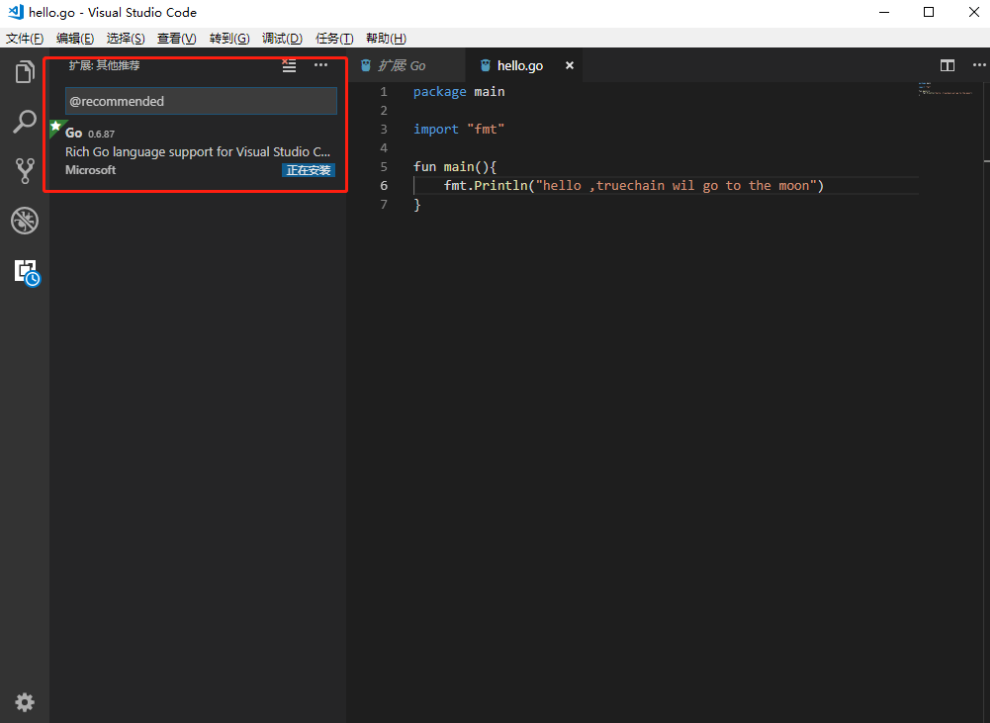 hello.go - Visual Studio Code
文件(F) 编辑(E) 选择(S) 查看(V) 转到(G) 调试(D) 任务(T) 帮助(H)
扩展: 其他推荐
@recommended
Go 0.6.87
Rich Go language support for Visual Studio C...
Microsoft 正在安装
扩展 Go hello.go
1 package main
2
3 import "fmt"
4
5 fun main(){
6 fmt.Println("hello ,truechain wil go to the moon")
7 }